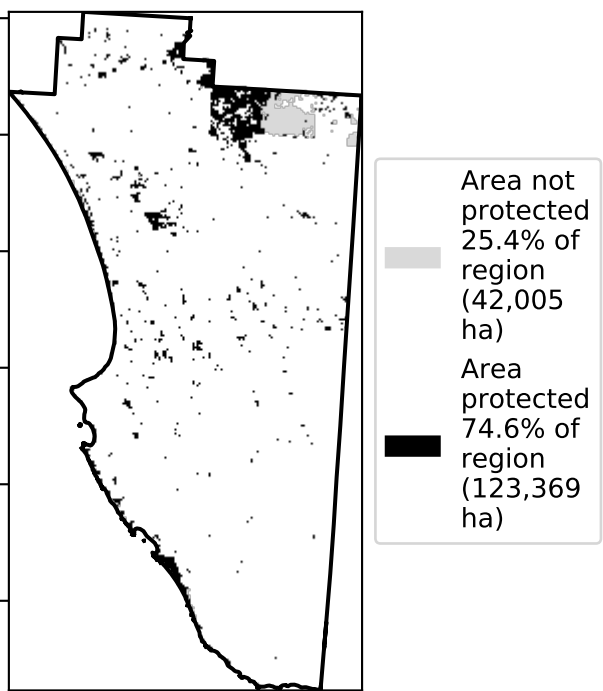 Area not
protected
25.4% of
region
(42,005
ha)
Area
protected
74.6% of
region
(123,369
ha)